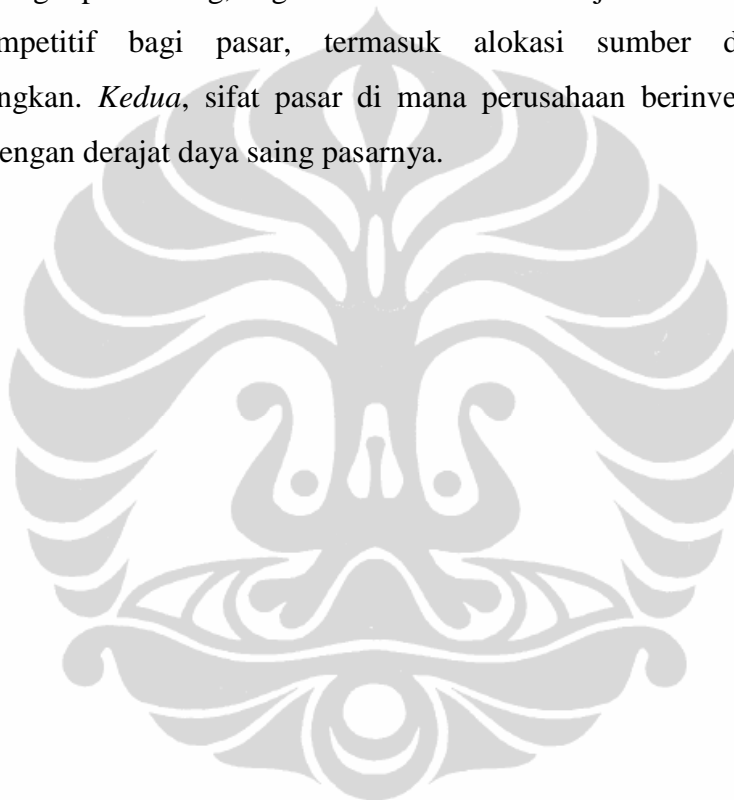 mpetitif bagi pasar, termasuk alokasi sumber d
ngkan. Kedua, sifat pasar di mana perusahaan berinve
engan derajat daya saing pasarnya.